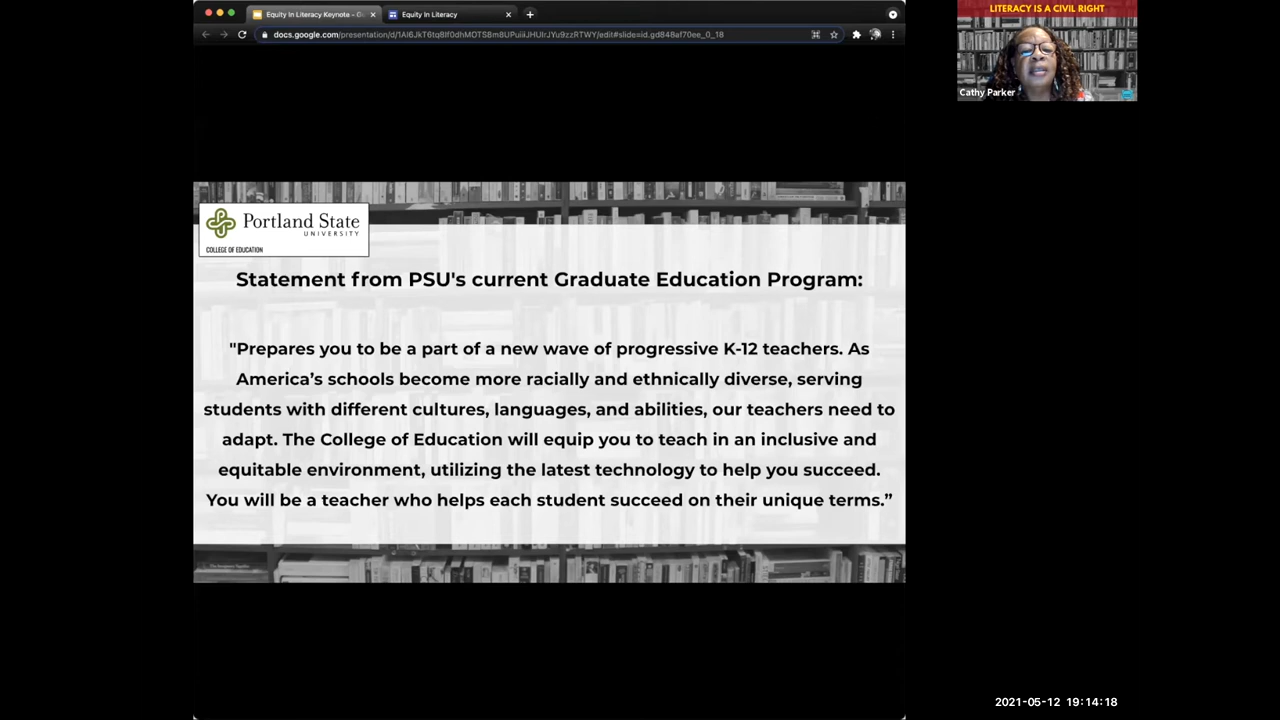 Equity In Literacy Keynote - G
Equity In Literacy
LITERACY IS A CIVIL RIGHT
Cathy Parker
Portland State
UNIVERSITY
COLLEGE OF EDUCATION
Statement from PSU's current Graduate Education Program:
"Prepares you to be a part of a new wave of progressive K-12 teachers. As
America’s schools become more racially and ethnically diverse, serving
students with different cultures, languages, and abilities, our teachers need to
adapt. The College of Education will equip you to teach in an inclusive and
equitable environment, utilizing the latest technology to help you succeed.
You will be a teacher who helps each student succeed on their unique terms.”
2021-05-12 19:14:18